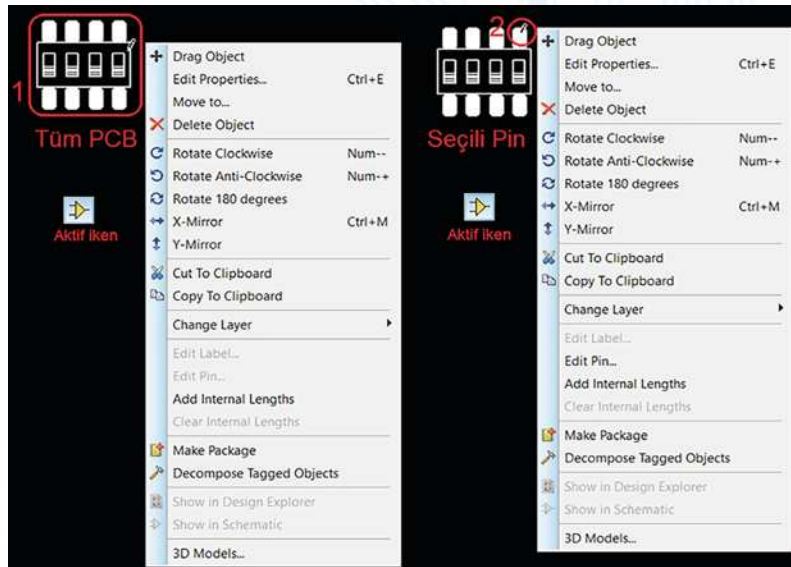 1
Tüm PCB
Aktif iken
Drag Object
Edit Properties... Ctrl+E
Move to...
Delete Object
Rotate Clockwise Num--
Rotate Anti-Clockwise Num-+
Rotate 180 degrees
X-Mirror Ctrl+M
Y-Mirror
Cut To Clipboard
Copy To Clipboard
Change Layer
Edit Label...
Edit Pin...
Add Internal Lengths
Clear Internal Lengths
Make Package
Decompose Tagged Objects
Show in Design Explorer
Show in Schematic
3D Models...
2
Seçili Pin
Aktif iken
Drag Object
Edit Properties... Ctrl+E
Move to...
Delete Object
Rotate Clockwise Num--
Rotate Anti-Clockwise Num-+
Rotate 180 degrees
X-Mirror Ctrl+M
Y-Mirror
Cut To Clipboard
Copy To Clipboard
Change Layer
Edit Label...
Edit Pin...
Add Internal Lengths
Clear Internal Lengths
Make Package
Decompose Tagged Objects
Show in Design Explorer
Show in Schematic
3D Models...